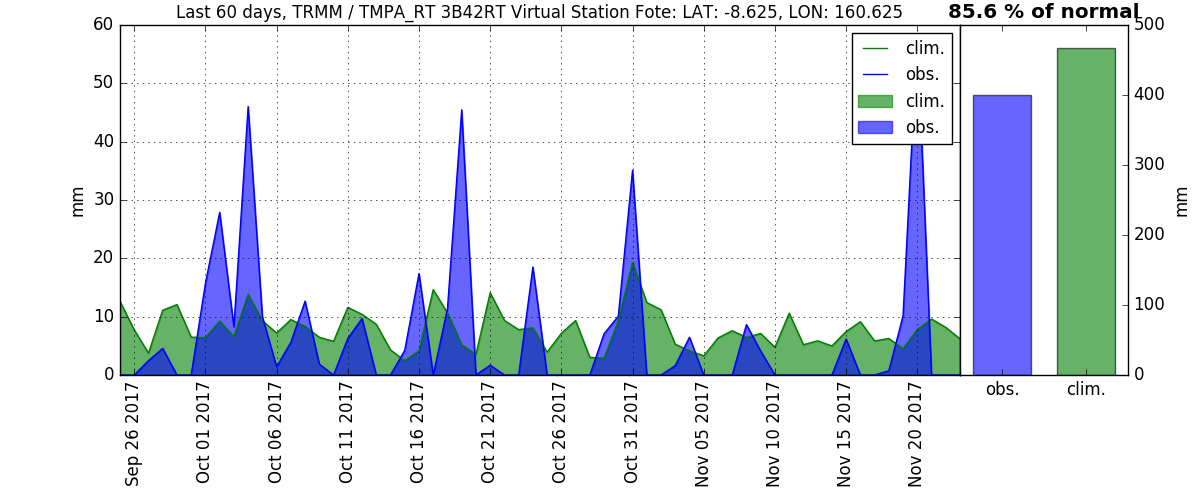 Last 60 days, TRMM / TMPA_RT 3B42RT Virtual Station Fote: LAT: -8.625, LON: 160.625
85.6 % of normal
60
50
40
30
20
10
0
mm
clim.
obs.
clim.
obs.
500
400
300
200
100
0
mm
Sep 26 2017
Oct 01 2017
Oct 06 2017
Oct 11 2017
Oct 16 2017
Oct 21 2017
Oct 26 2017
Oct 31 2017
Nov 05 2017
Nov 10 2017
Nov 15 2017
Nov 20 2017
obs.
clim.